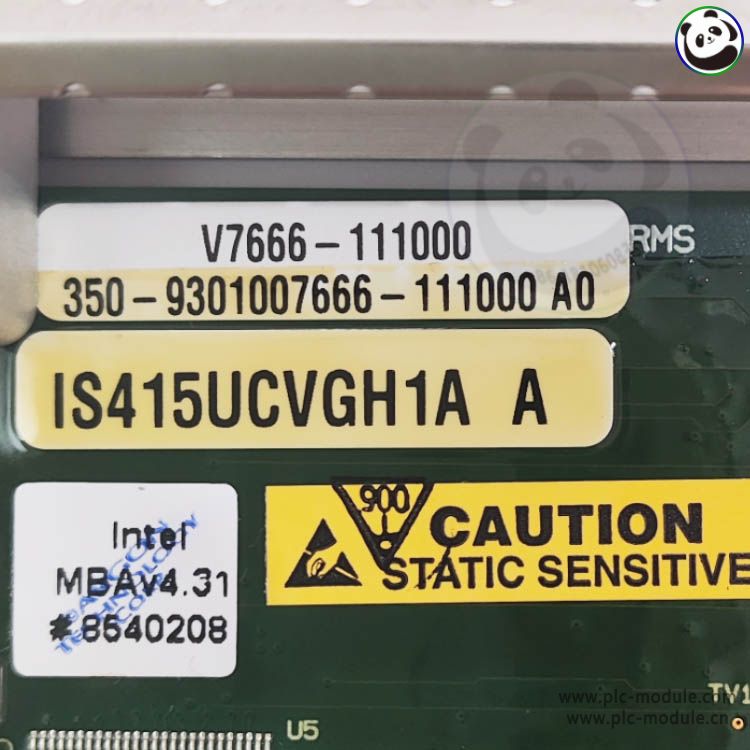 RMS
V7666-111000
350-9301007666-111000 A0
IS415UCVGH1A A
Intel
MBAv4.31
#8640208
900
CAUTION
STATIC SENSITIVE
U5
TV1
www.plc-module.com
www.plc-module.cn